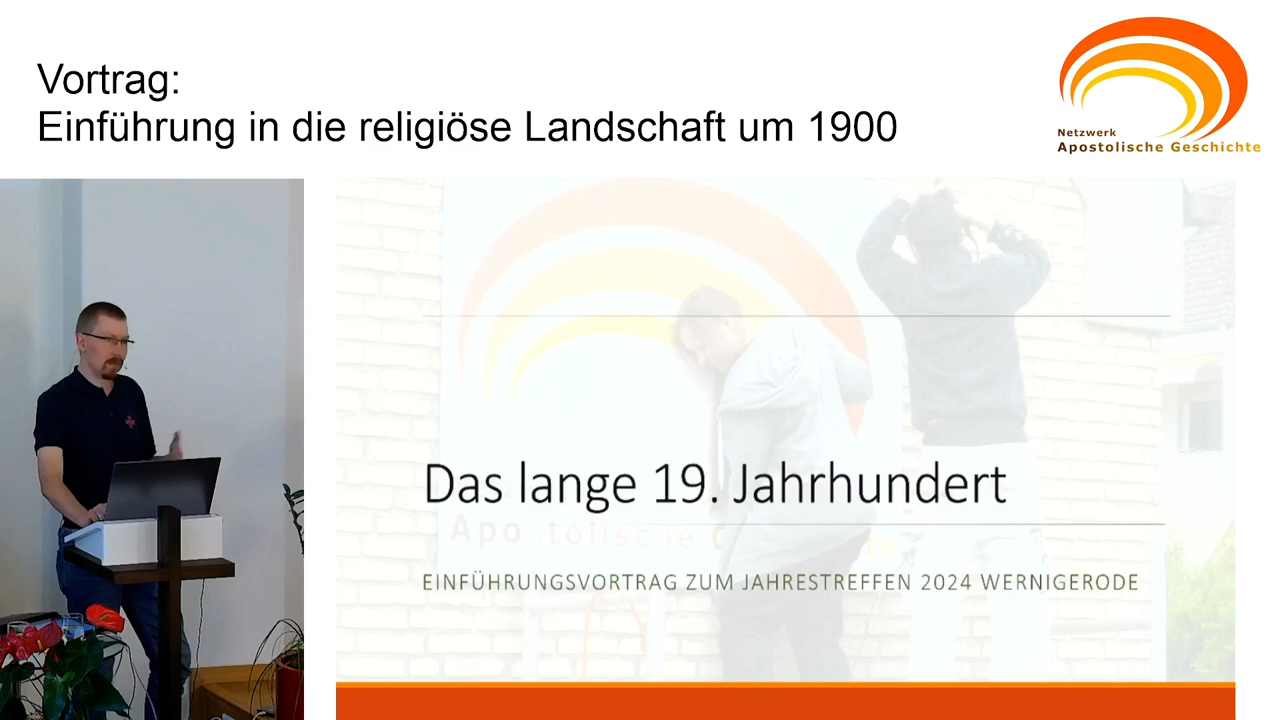 Vortrag:
Einführung in die religiöse Landschaft um 1900
Netzwerk
Apostolische Geschichte
Das lange 19. Jahrhundert
Apostolische
EINFÜHRUNGSVORTRAG ZUM JAHRESTREFFEN 2024 WERNIGERODE